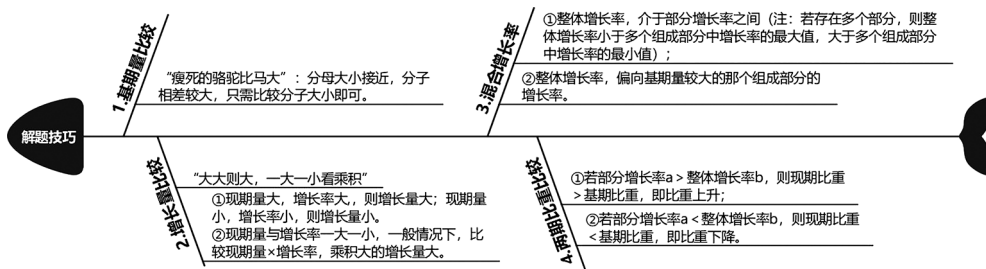 解题技巧
1.基期量比较
“瘦死的骆驼比马大”：分母大小接近，分子
相差较大，只需比较分子大小即可。
2.增长量比较
“大大则大，一大一小看乘积”
①现期量大，增长率大,，则增长量大；现期量
小，增长率小，则增长量小。
②现期量与增长率一大一小，一般情况下，比
较现期量×增长率，乘积大的增长量大。
3.混合增长率
①整体增长率，介于部分增长率之间（注：若存在多个部分，则整
体增长率小于多个组成部分中增长率的最大值，大于多个组成部分
中增长率的最小值）；
②整体增长率，偏向基期量较大的那个组成部分的
增长率。
4.两期比重比较
①若部分增长率a＞整体增长率b，则现期比重
＞基期比重，即比重上升；
②若部分增长率a＜整体增长率b，则现期比重
＜基期比重，即比重下降。